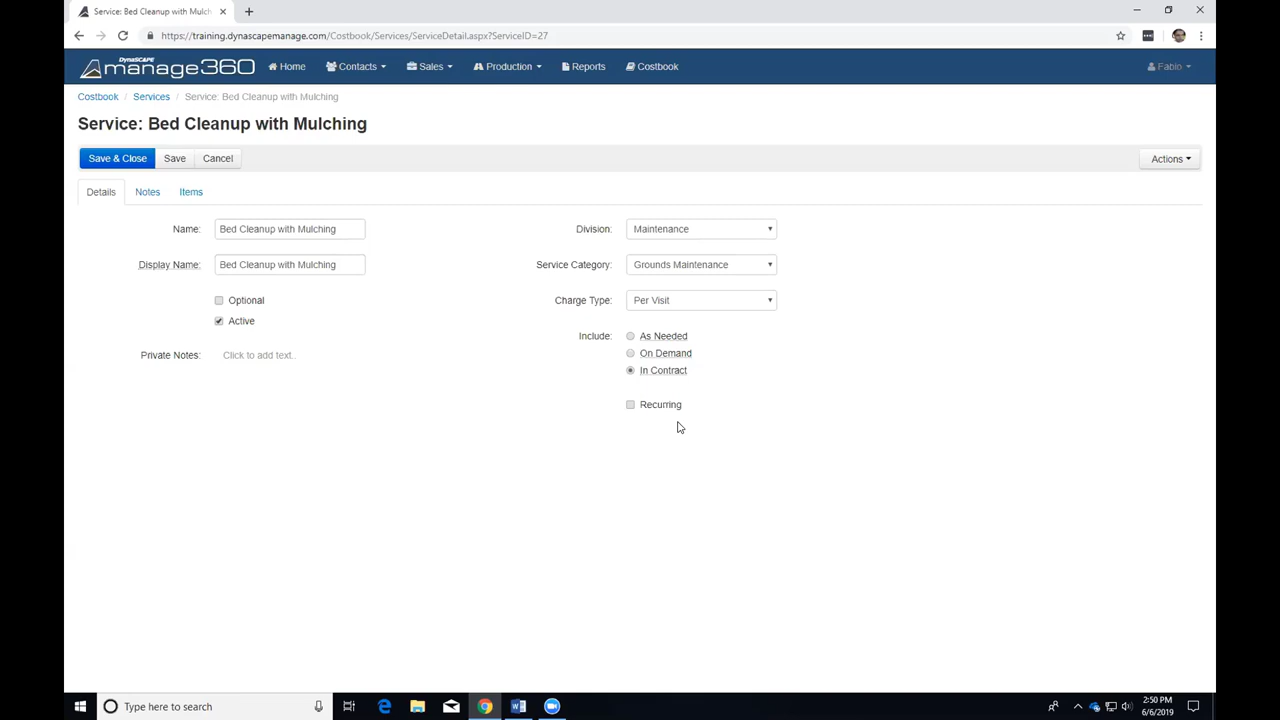 Service: Bed Cleanup with Mulch
https://training.dynascapemanage.com/Costbook/Services/ServiceDetail.aspx?ServiceID=27
DynaSCAPE
manage360
Home
Contacts
Sales
Production
Reports
Costbook
Fabio
Costbook / Services / Service: Bed Cleanup with Mulching
Service: Bed Cleanup with Mulching
Save & Close
Save
Cancel
Actions
Details
Notes
Items
Name: Bed Cleanup with Mulching
Display Name: Bed Cleanup with Mulching
Optional
Active
Private Notes: Click to add text..
Division: Maintenance
Service Category: Grounds Maintenance
Charge Type: Per Visit
Include: As Needed
On Demand
In Contract
Recurring
Type here to search
2:50 PM
6/6/2019